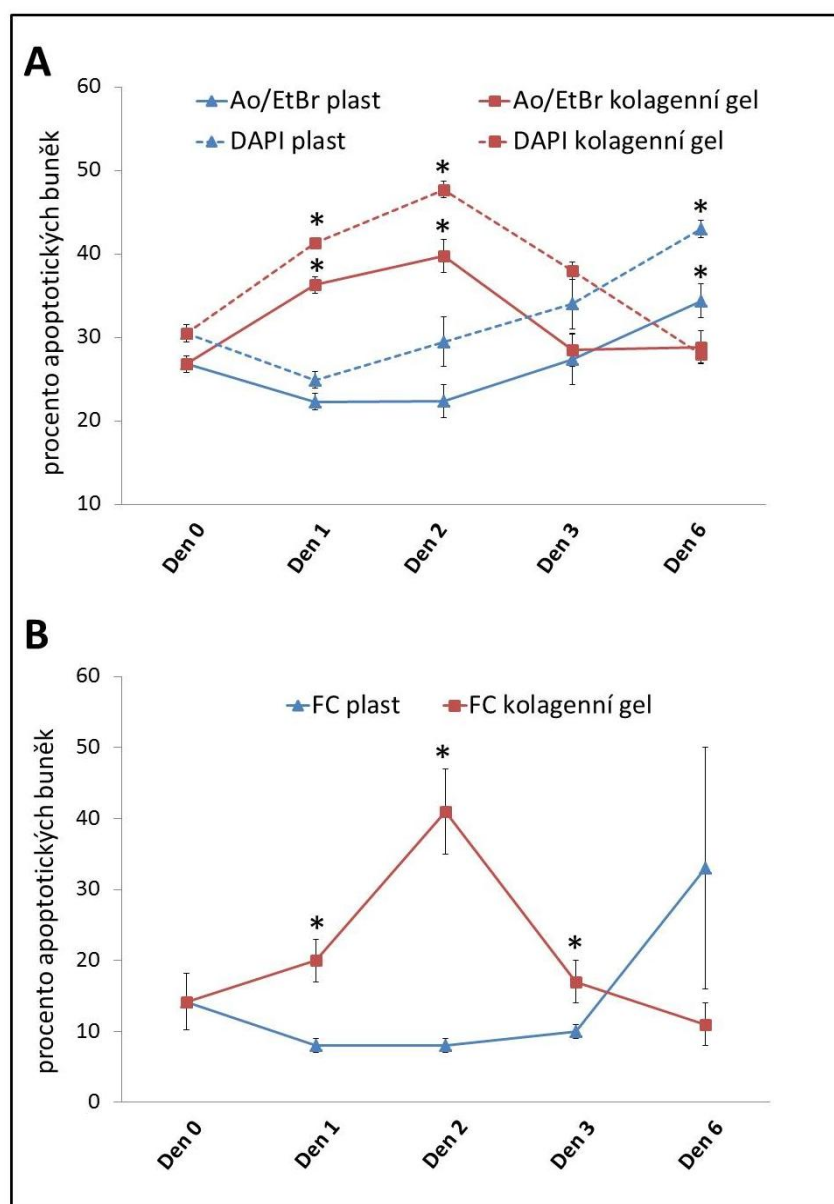 A
60
Ao/EtBr plast
Ao/EtBr kolagenní gel
DAPI plast
DAPI kolagenní gel
50
40
30
20
10
procento apoptotických buněk
* * * * * *
Den 0
Den 1
Den 2
Den 3
Den 6
B
60
FC plast
FC kolagenní gel
50
40
30
20
10
0
procento apoptotických buněk
* * *
Den 0
Den 1
Den 2
Den 3
Den 6